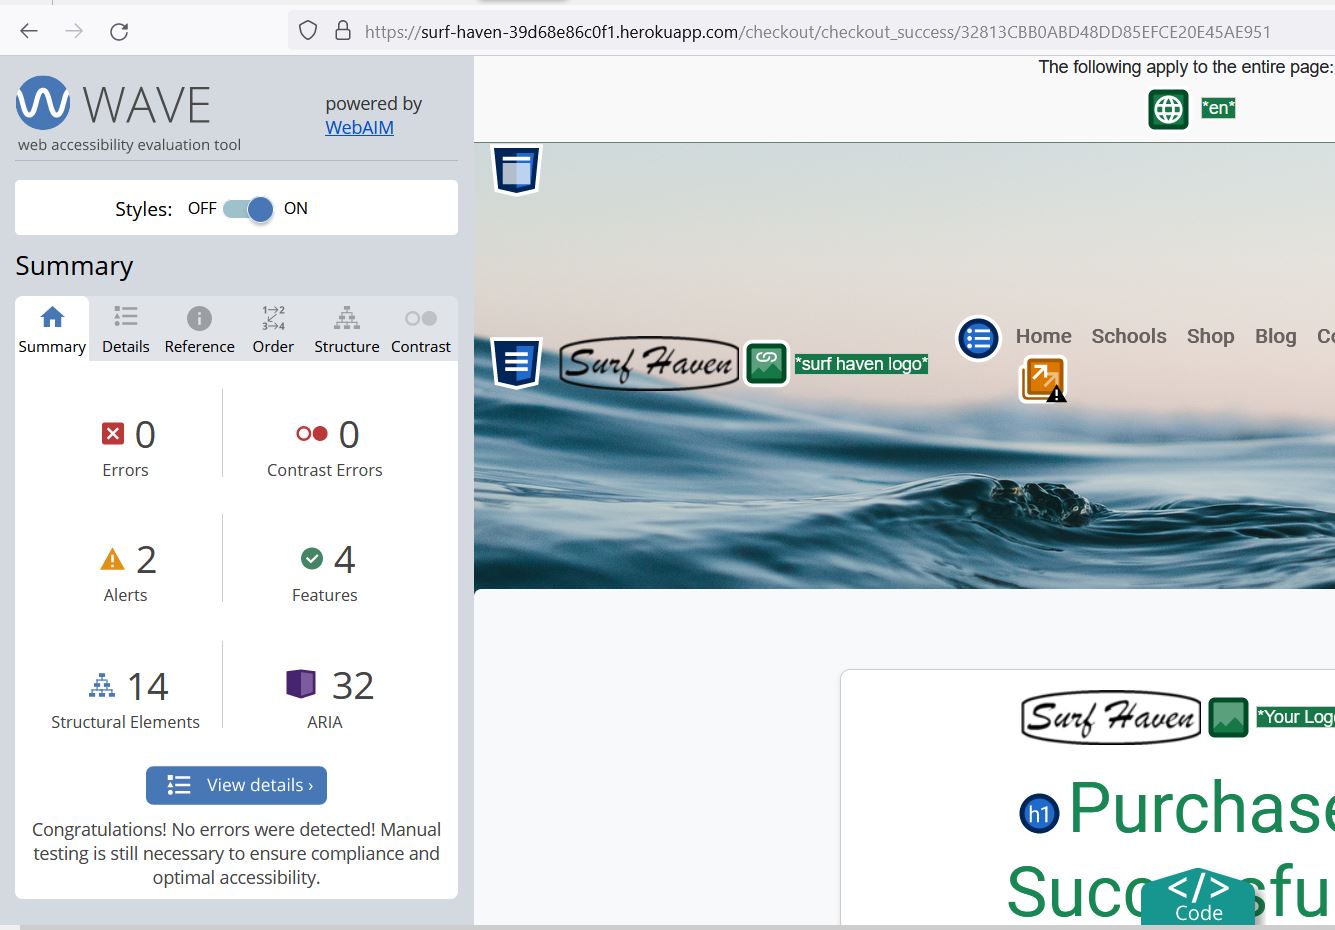 https://surf-haven-39d68e86c0f1.herokuapp.com/checkout/checkout_success/32813CBB0ABD48DD85EFCE20E45AE951
WAVE
web accessibility evaluation tool
powered by
WebAIM
Styles: OFF ON
Summary
Summary Details Reference Order Structure Contrast
0
Errors
0
Contrast Errors
2
Alerts
4
Features
14
Structural Elements
32
ARIA
View details ›
Congratulations! No errors were detected! Manual
testing is still necessary to ensure compliance and
optimal accessibility.
The following apply to the entire page:
*en*
Surf Haven
*surf haven logo*
Home Schools Shop Blog
Surf Haven
*Your Log
h1 Purchase
</>
Code